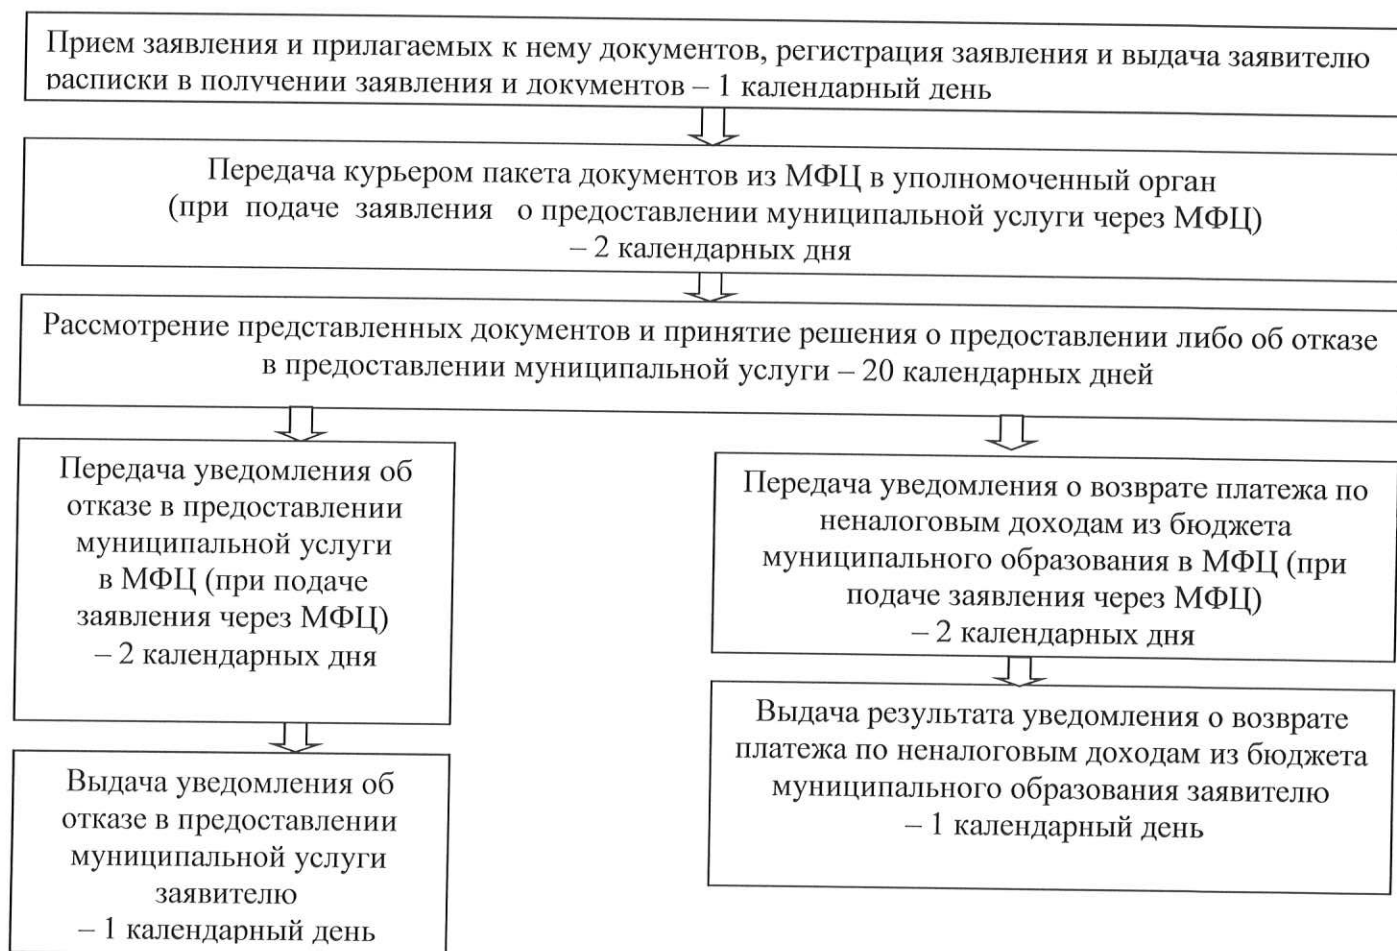 Прием заявления и прилагаемых к нему документов, регистрация заявления и выдача заявителю
расписки в получении заявления и документов – 1 календарный день
Передача курьером пакета документов из МФЦ в уполномоченный орган
(при подаче заявления о предоставлении муниципальной услуги через МФЦ)
– 2 календарных дня
Рассмотрение представленных документов и принятие решения о предоставлении либо об отказе
в предоставлении муниципальной услуги – 20 календарных дней
Передача уведомления об
отказе в предоставлении
муниципальной услуги
в МФЦ (при подаче
заявления через МФЦ)
– 2 календарных дня
Выдача уведомления об
отказе в предоставлении
муниципальной услуги
заявителю
– 1 календарный день
Передача уведомления о возврате платежа по
неналоговым доходам из бюджета
муниципального образования в МФЦ (при
подаче заявления через МФЦ)
– 2 календарных дня
Выдача результата уведомления о возврате
платежа по неналоговым доходам из бюджета
муниципального образования заявителю
– 1 календарный день